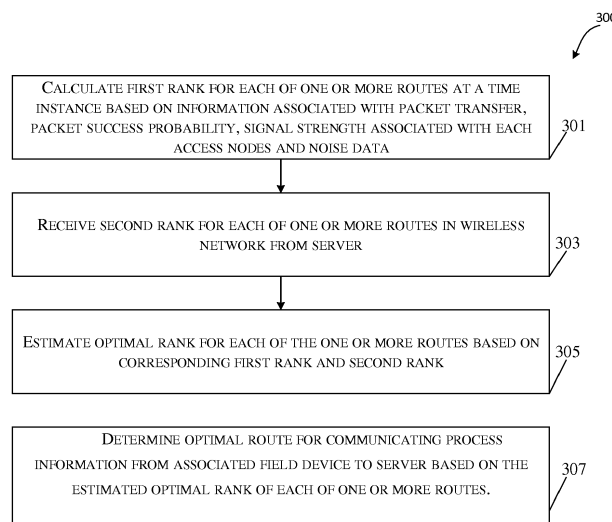 300
CALCULATE FIRST RANK FOR EACH OF ONE OR MORE ROUTES AT A TIME
INSTANCE BASED ON INFORMATION ASSOCIATED WITH PACKET TRANSFER,
PACKET SUCCESS PROBABILITY, SIGNAL STRENGTH ASSOCIATED WITH EACH
ACCESS NODES AND NOISE DATA
301
RECEIVE SECOND RANK FOR EACH OF ONE OR MORE ROUTES IN WIRELESS
NETWORK FROM SERVER
303
ESTIMATE OPTIMAL RANK FOR EACH OF THE ONE OR MORE ROUTES BASED ON
CORRESPONDING FIRST RANK AND SECOND RANK
305
DETERMINE OPTIMAL ROUTE FOR COMMUNICATING PROCESS
INFORMATION FROM ASSOCIATED FIELD DEVICE TO SERVER BASED ON THE
ESTIMATED OPTIMAL RANK OF EACH OF ONE OR MORE ROUTES.
307